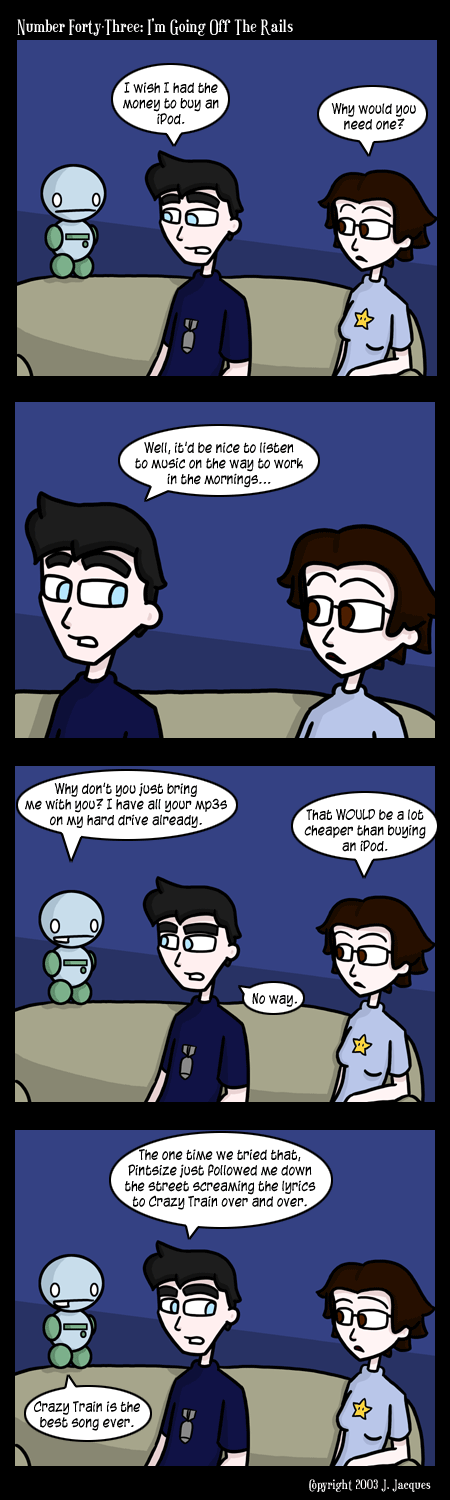 Number Forty-Three: I'm Going Off The Rails
I wish I had the
money to buy an
iPod.
Why would you
need one?
Well, it'd be nice to listen
to music on the way to work
in the mornings...
Why don't you just bring
me with you? I have all your mp3s
on my hard drive already.
That WOULD be a lot
cheaper than buying
an iPod.
No way.
The one time we tried that,
Pintsize just followed me down
the street screaming the lyrics
to Crazy Train over and over.
Crazy Train is the
best song ever.
Copyright 2003 J. Jacques